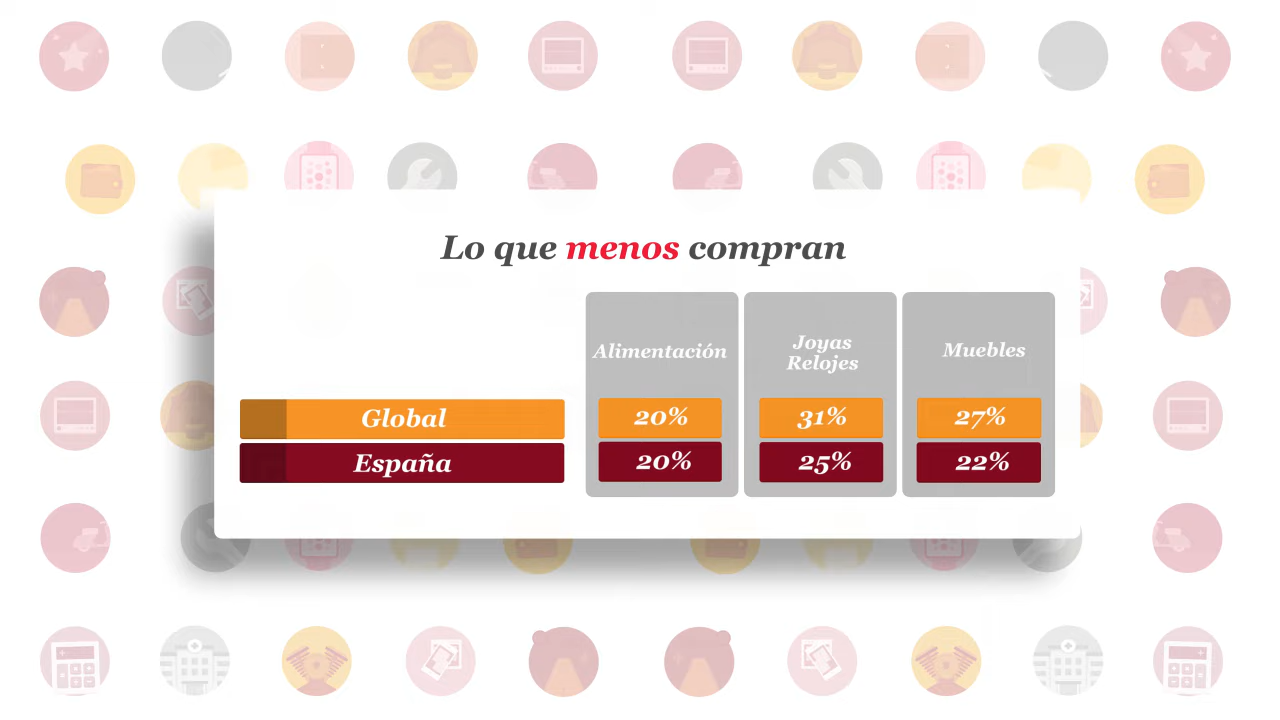 Lo que menos compran
Alimentación
Joyas
Relojes
Muebles
Global 20% 31% 27%
España 20% 25% 22%